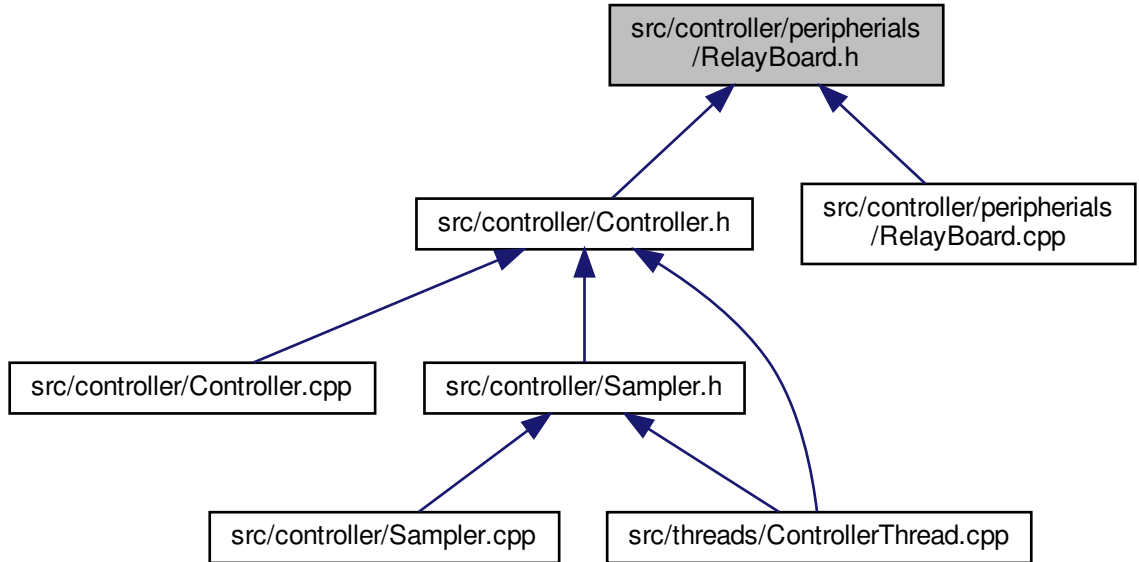 src/controller/peripherials
/RelayBoard.h
src/controller/Controller.h
src/controller/peripherials
/RelayBoard.cpp
src/controller/Controller.cpp
src/controller/Sampler.h
src/controller/Sampler.cpp
src/threads/ControllerThread.cpp